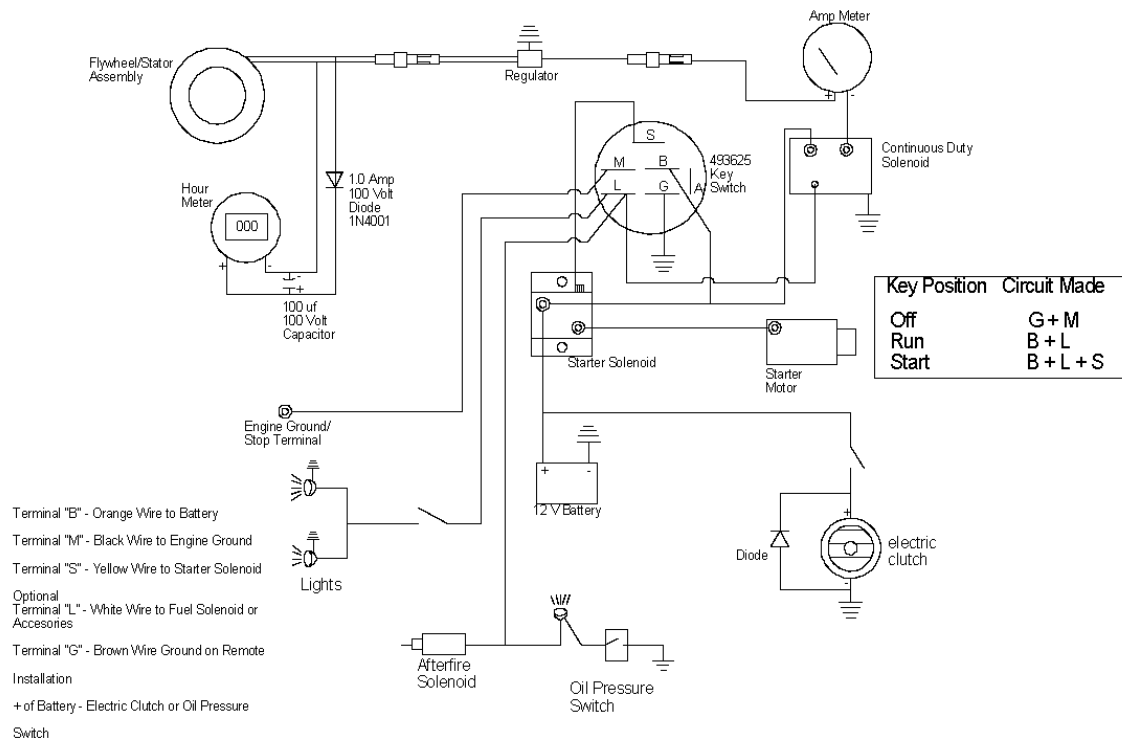 Amp Meter
Flywheel/Stator
Assembly
Regulator
+ -
S
M B
L G A
493625
Key
Switch
Continuous Duty
Solenoid
1.0 Amp
100 Volt
Diode
1N4001
Hour
Meter
000
+ -
-
+
100 uf
100 Volt
Capacitor
Key Position Circuit Made
Off G + M
Run B + L
Start B + L + S
Starter Solenoid
Starter
Motor
Engine Ground/
Stop Terminal
+ -
12 V Battery
Lights
Diode
+
-
electric
clutch
Terminal "B" - Orange Wire to Battery
Terminal "M" - Black Wire to Engine Ground
Terminal "S" - Yellow Wire to Starter Solenoid
Optional
Terminal "L" - White Wire to Fuel Solenoid or
Accesories
Terminal "G" - Brown Wire Ground on Remote
Installation
+ of Battery - Electric Clutch or Oil Pressure
Switch
Afterfire
Solenoid
Oil Pressure
Switch